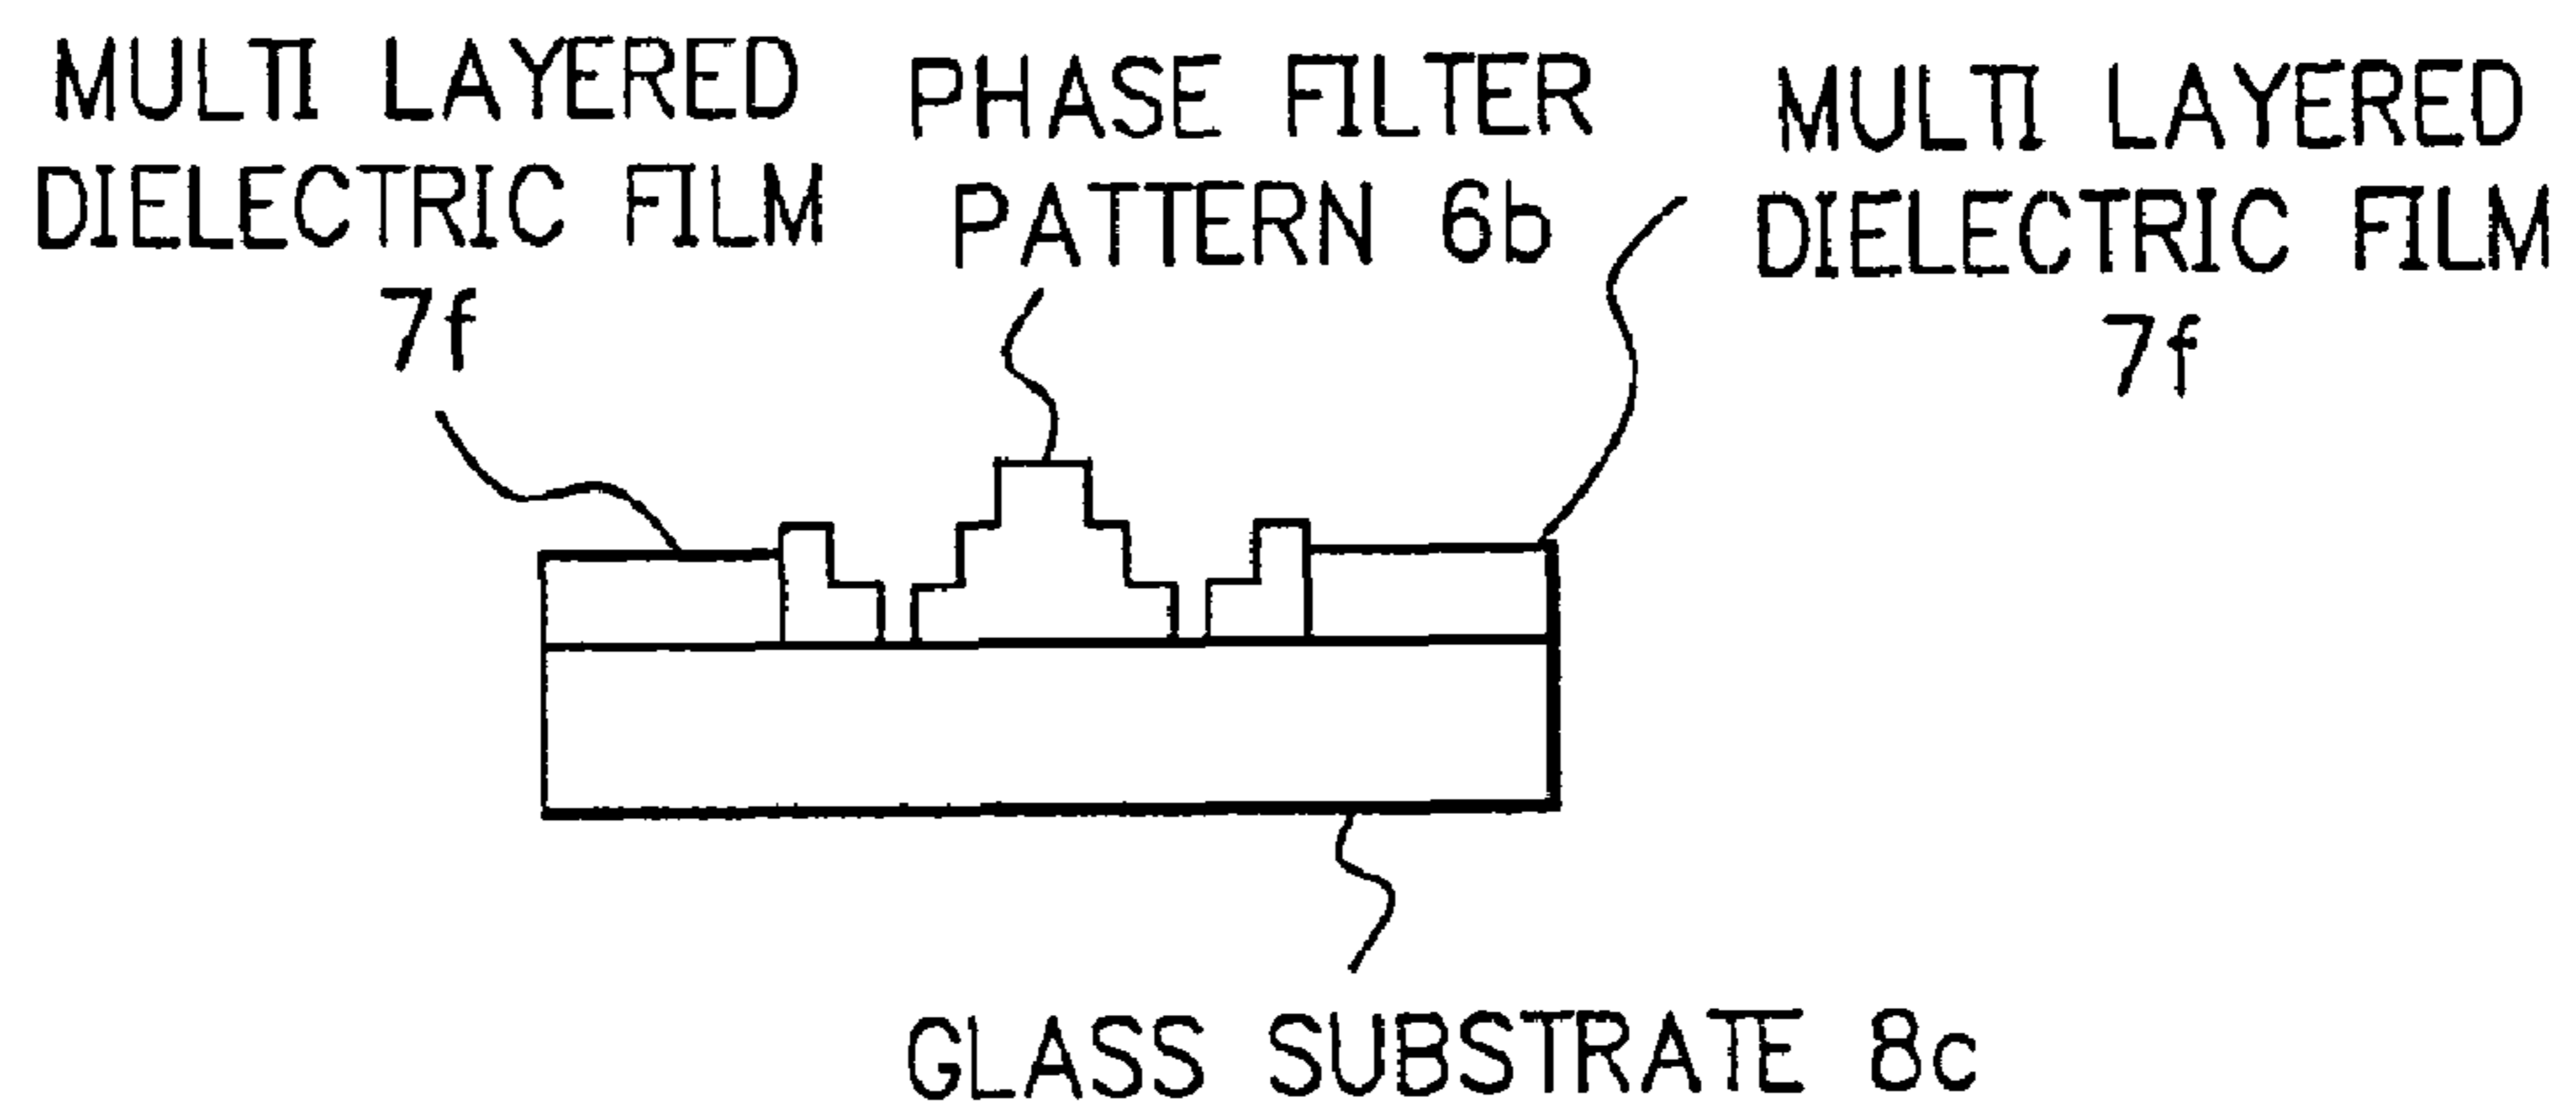 MULTI LAYERED
DIELECTRIC FILM
7f
PHASE FILTER
PATTERN 6b
MULTI LAYERED
DIELECTRIC FILM
7f
GLASS SUBSTRATE 8c